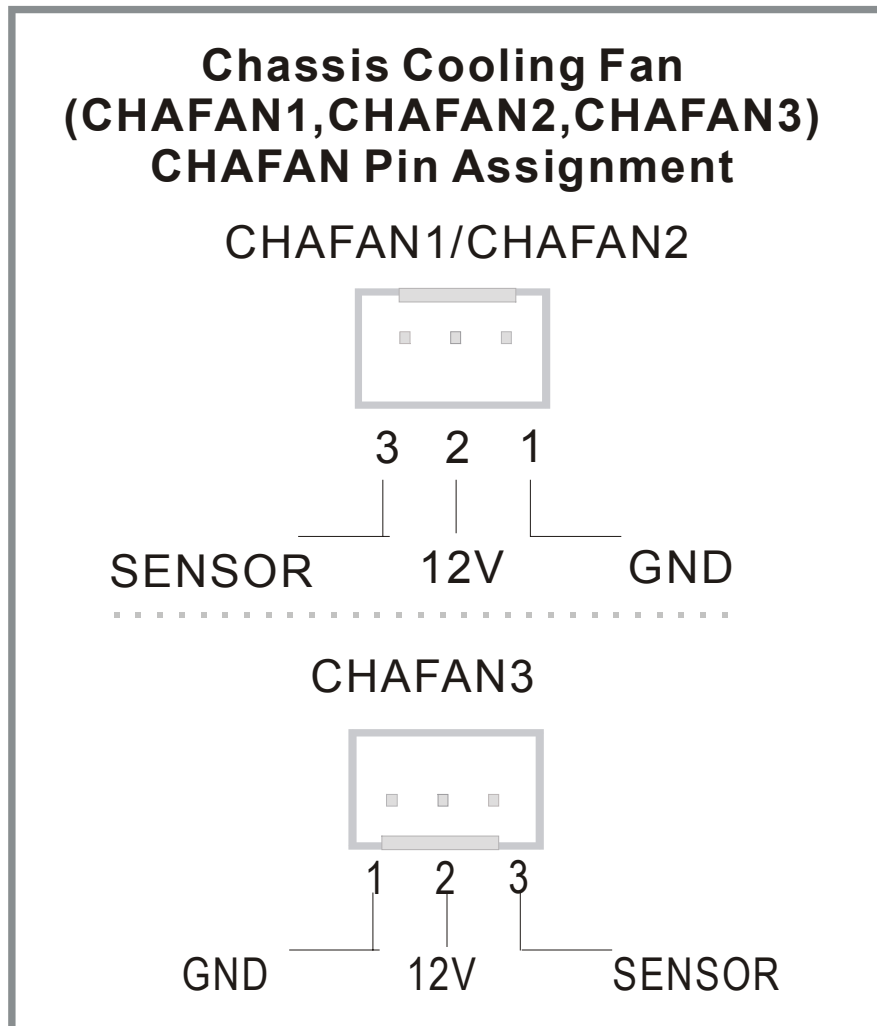 Chassis Cooling Fan
(CHAFAN1,CHAFAN2,CHAFAN3)
CHAFAN Pin Assignment
CHAFAN1/CHAFAN2
3 2 1
SENSOR 12V GND
CHAFAN3
1 2 3
GND 12V SENSOR